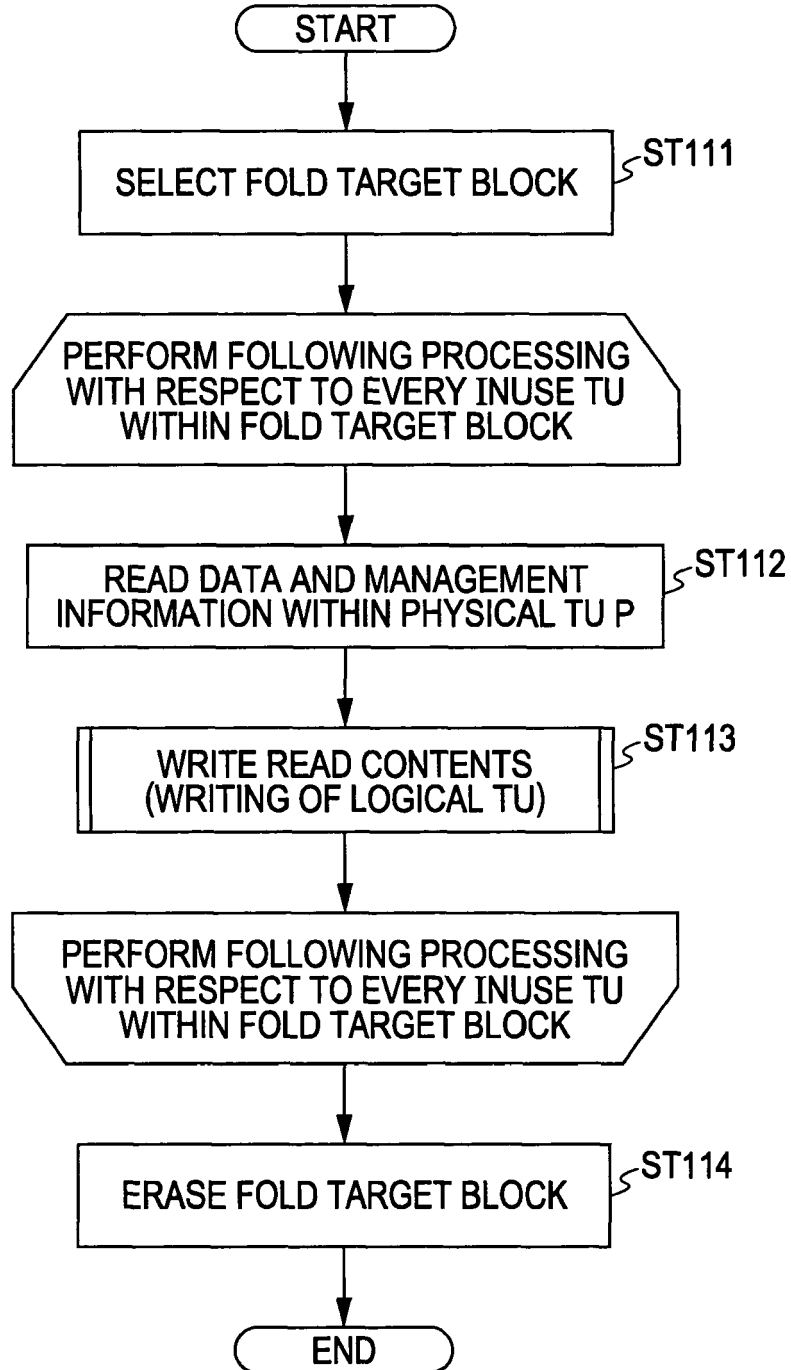 START
SELECT FOLD TARGET BLOCK
ST111
PERFORM FOLLOWING PROCESSING
WITH RESPECT TO EVERY INUSE TU
WITHIN FOLD TARGET BLOCK
READ DATA AND MANAGEMENT
INFORMATION WITHIN PHYSICAL TU P
ST112
WRITE READ CONTENTS
(WRITING OF LOGICAL TU)
ST113
PERFORM FOLLOWING PROCESSING
WITH RESPECT TO EVERY INUSE TU
WITHIN FOLD TARGET BLOCK
ERASE FOLD TARGET BLOCK
ST114
END